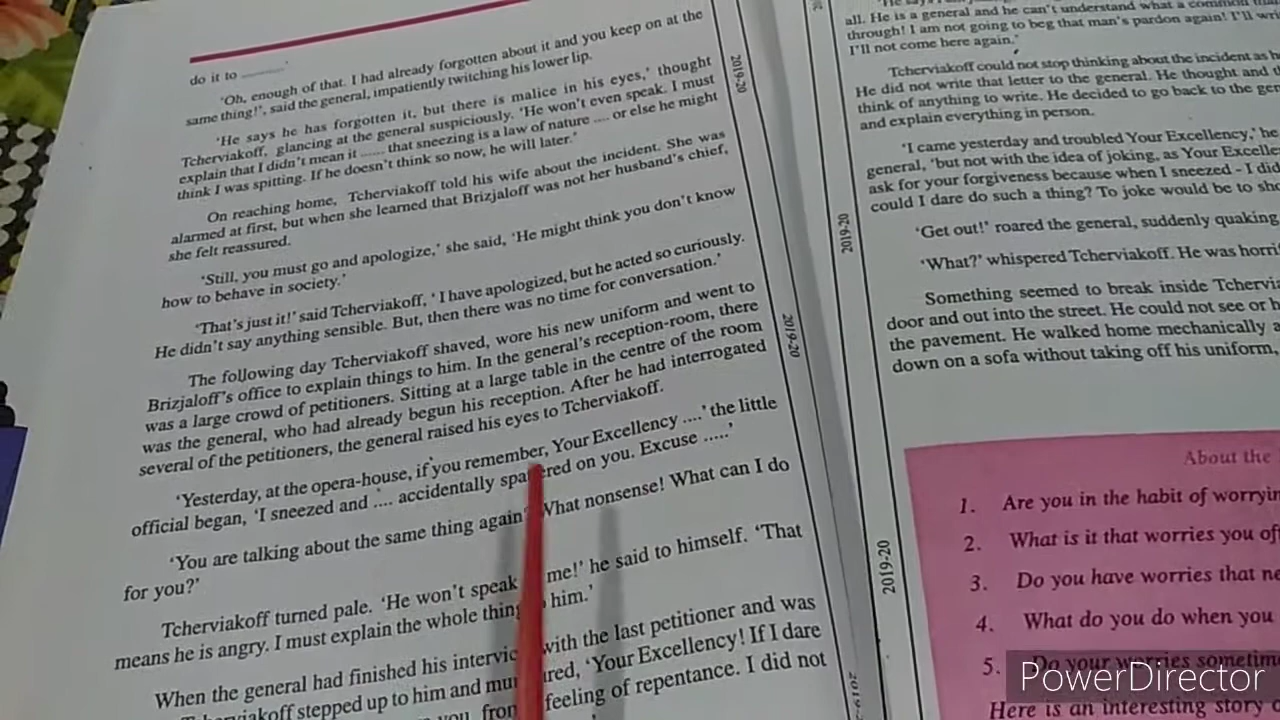 do it to ........'
'Oh, enough of that. I had already forgotten about it and you keep on at the
same thing!', said the general, impatiently twitching his lower lip.
'He says he has forgotten it, but there is malice in his eyes,' thought
Tcherviakoff, glancing at the general suspiciously. 'He won't even speak. I must
explain that I didn't mean it ...... that sneezing is a law of nature .... or else he might
think I was spitting. If he doesn't think so now, he will later.'
On reaching home, Tcherviakoff told his wife about the incident. She was
alarmed at first, but when she learned that Brizjaloff was not her husband's chief,
she felt reassured.
'Still, you must go and apologize,' she said, 'He might think you don't know
how to behave in society.'
'That's just it!' said Tcherviakoff, ' I have apologized, but he acted so curiously.
He didn't say anything sensible. But, then there was no time for conversation.'
The following day Tcherviakoff shaved, wore his new uniform and went to
Brizjaloff's office to explain things to him. In the general's reception-room, there
was a large crowd of petitioners. Sitting at a large table in the centre of the room
was the general, who had already begun his reception. After he had interrogated
several of the petitioners, the general raised his eyes to Tcherviakoff.
'Yesterday, at the opera-house, if you remember, Your Excellency ....' the little
official began, 'I sneezed and .... accidentally spattered on you. Excuse .....'
'You are talking about the same thing again? What nonsense! What can I do
for you?'
Tcherviakoff turned pale. 'He won't speak me!' he said to himself. 'That
means he is angry. I must explain the whole thing him.'
When the general had finished his with the last petitioner and was
stepped up to him and 'Your Excellency! If I dare
you, from feeling of repentance. I did not
2019-20
2019-20
all. He is a general and he can't understand what a common
through! I am not going to beg that man's pardon again! I'll
I'll not come here again.'
Tcherviakoff could not stop thinking about the incident as
He did not write that letter to the general. He thought and
think of anything to write. He decided to go back to the
and explain everything in person.
'I came yesterday and troubled Your Excellency,' he
general, 'but not with the idea of joking, as Your
ask for your forgiveness because when I sneezed - I did
could I dare do such a thing? To joke would be to
'Get out!' roared the general, suddenly quaking
'What?' whispered Tcherviakoff. He was
Something seemed to break inside
door and out into the street. He could not see or
the pavement. He walked home mechanically
down on a sofa without taking off his uniform,
2019-20
2019-20
About the
1. Are you in the habit of
2. What is it that worries you
3. Do you have worries that
4. What do you do when you
5. Do your worries
Here is an interesting story
PowerDirector